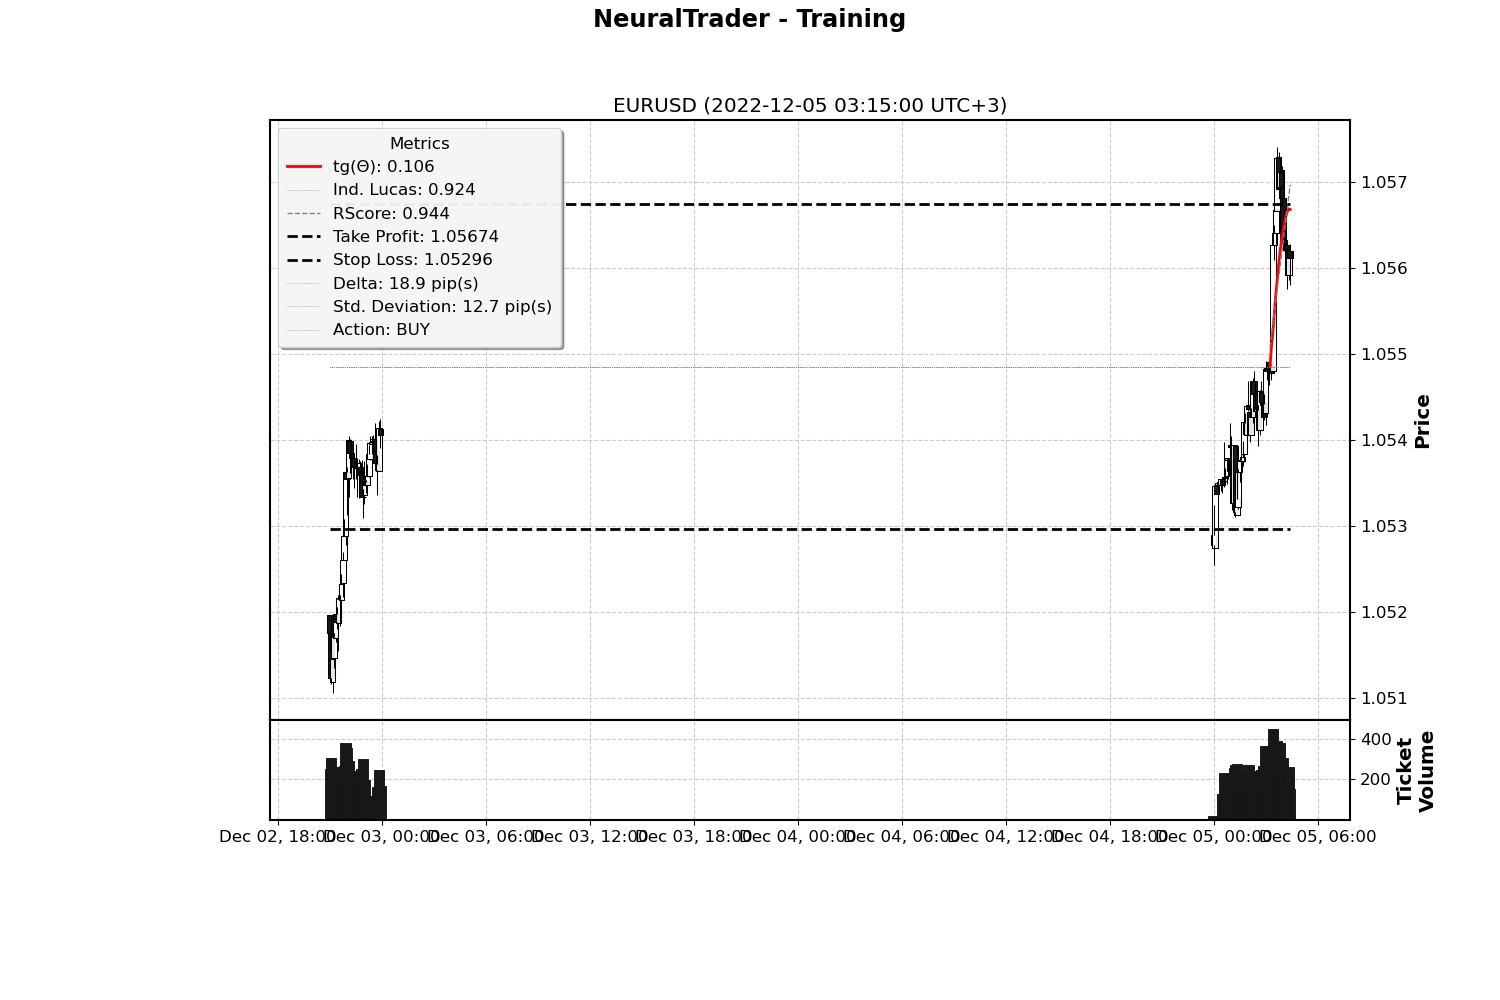 NeuralTrader - Training
EURUSD (2022-12-05 03:15:00 UTC+3)
Metrics
tg(Θ): 0.106
Ind. Lucas: 0.924
RScore: 0.944
Take Profit: 1.05674
Stop Loss: 1.05296
Delta: 18.9 pip(s)
Std. Deviation: 12.7 pip(s)
Action: BUY
1.057
1.056
1.055
1.054
1.053
1.052
1.051
Price
400
200
Ticket
Volume
Dec 02, 18:00
Dec 03, 00:00
Dec 03, 06:00
Dec 03, 12:00
Dec 03, 18:00
Dec 04, 00:00
Dec 04, 06:00
Dec 04, 12:00
Dec 04, 18:00
Dec 05, 00:00
Dec 05, 06:00